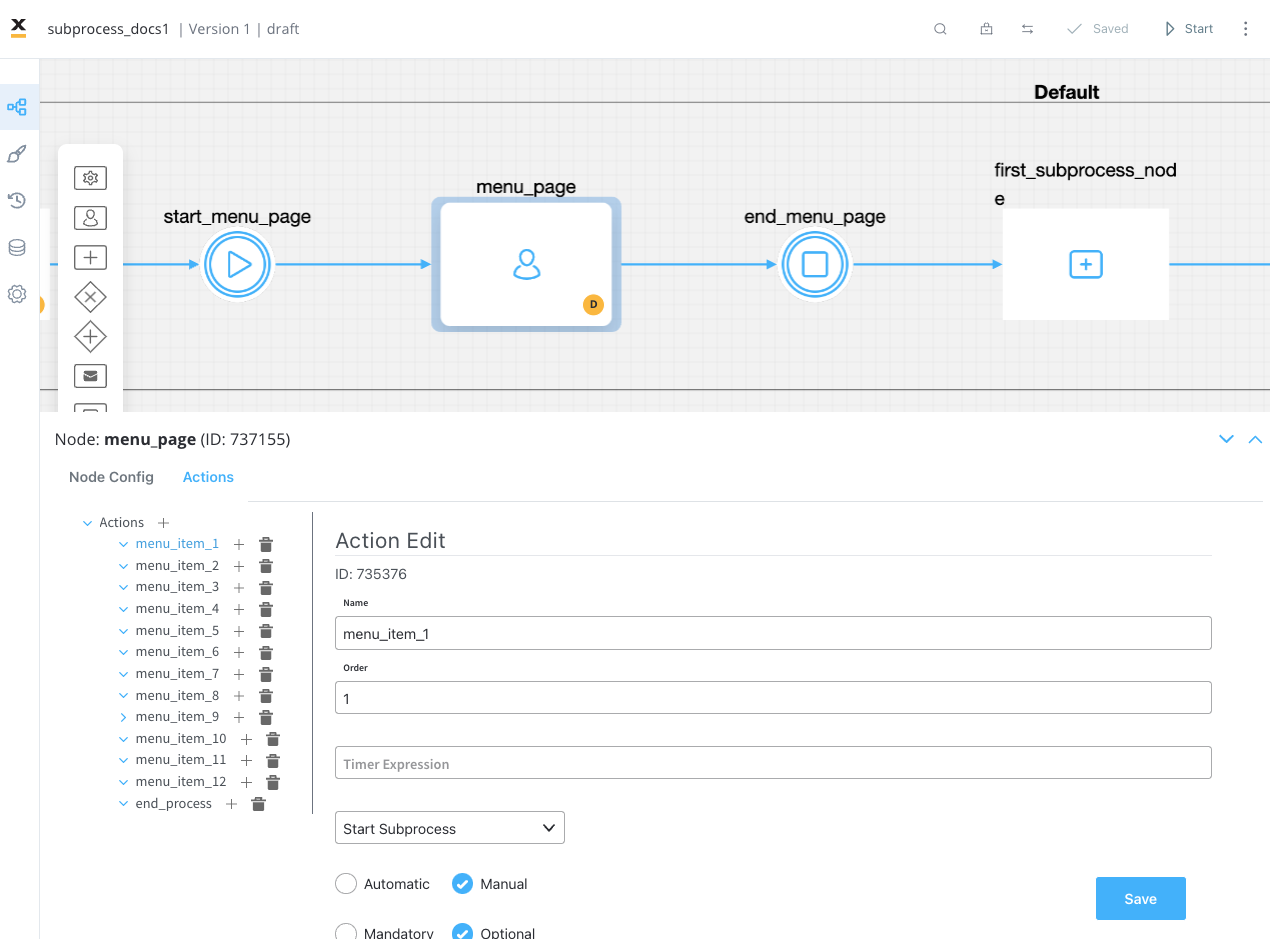 subprocess_docs1 | Version 1 | draft
Saved
Start
Default
menu_page
first_subprocess_nod
e
start_menu_page
end_menu_page
D
Node: menu_page (ID: 737155)
Node Config
Actions
Actions
menu_item_1
menu_item_2
menu_item_3
menu_item_4
menu_item_5
menu_item_6
menu_item_7
menu_item_8
menu_item_9
menu_item_10
menu_item_11
menu_item_12
end_process
Action Edit
ID: 735376
Name
menu_item_1
Order
1
Timer Expression
Start Subprocess
Automatic
Manual
Save
Mandatory
Optional